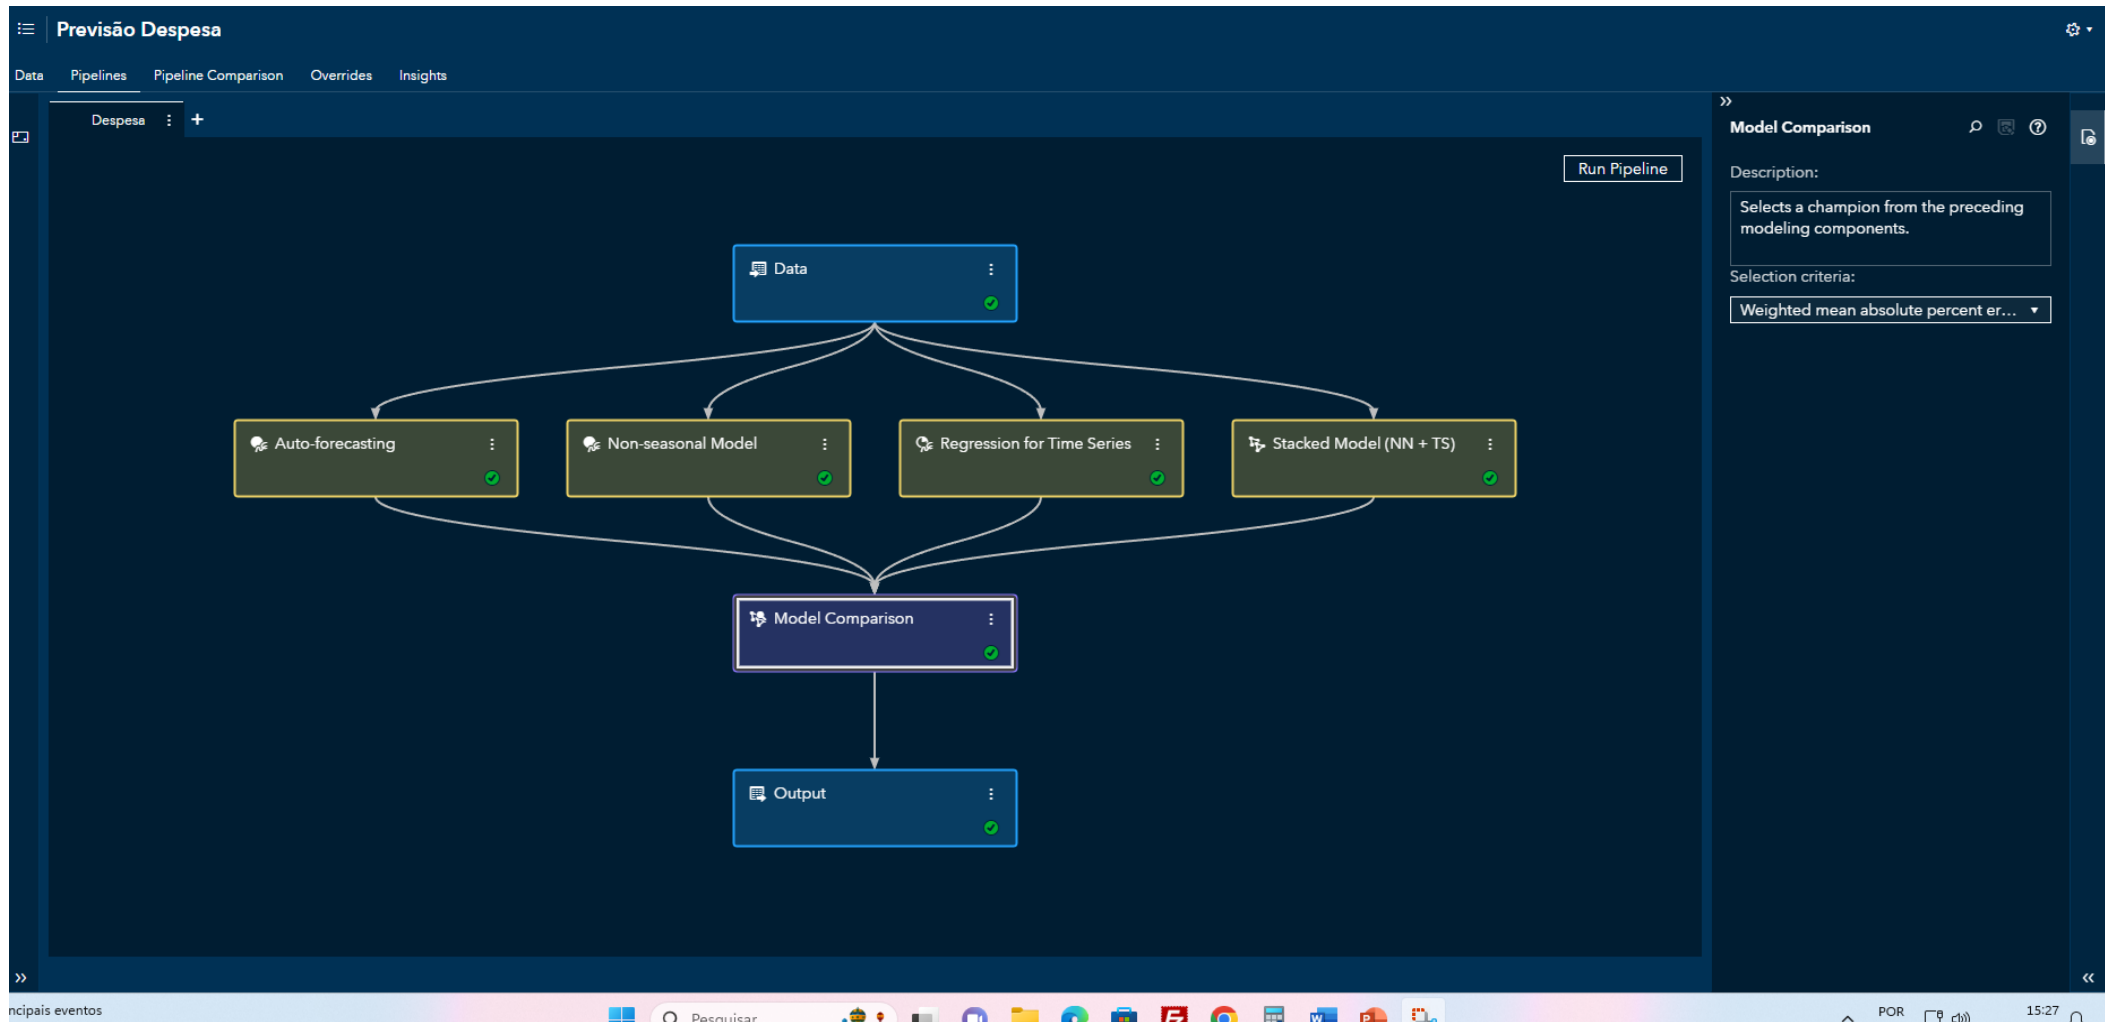 Previsão Despesa
Data Pipelines Pipeline Comparison Overrides Insights
Despesa
Run Pipeline
Data
Auto-forecasting
Non-seasonal Model
Regression for Time Series
Stacked Model (NN + TS)
Model Comparison
Output
Model Comparison
Description:
Selects a champion from the preceding
modeling components.
Selection criteria:
Weighted mean absolute percent er...
ncipais eventos
Pesquisar
POR
15:27